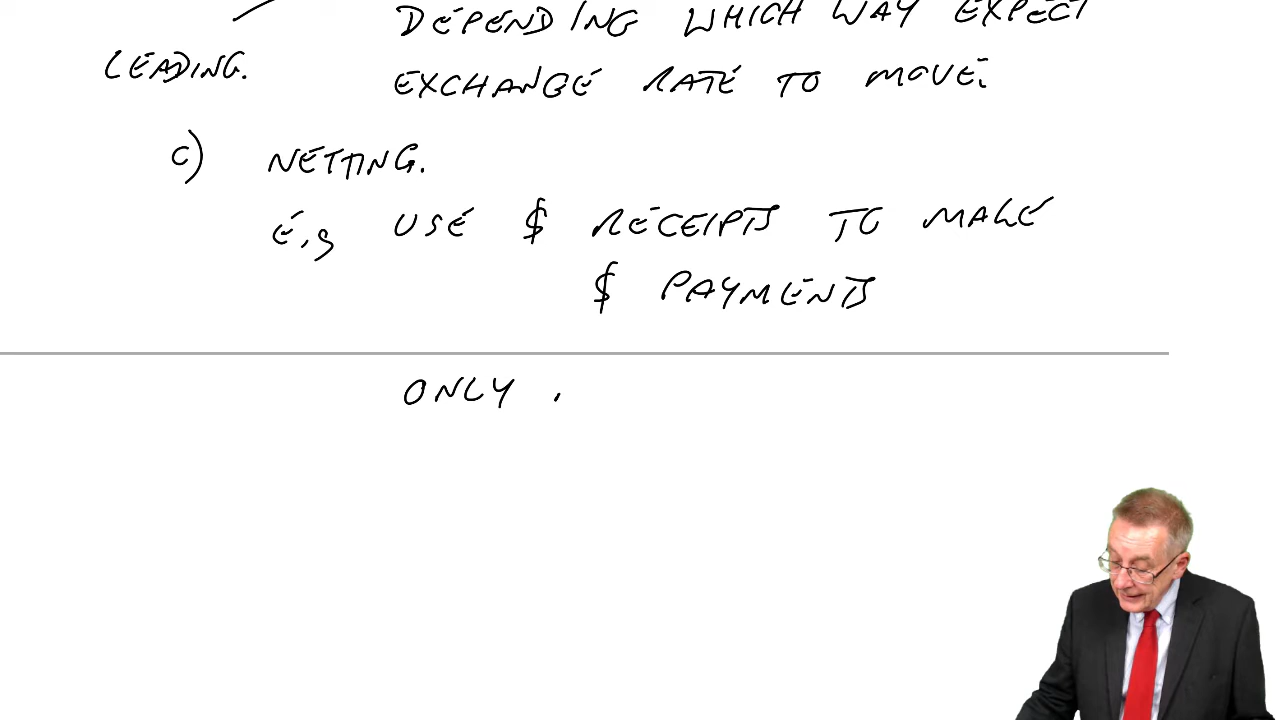 DEPENDING WHICH WAY EXPECT
LEADING.
EXCHANGE RATE TO MOVE.
c) NETTING.
E.g USE $ RECEIPTS TO MAKE
$ PAYMENTS
ONLY